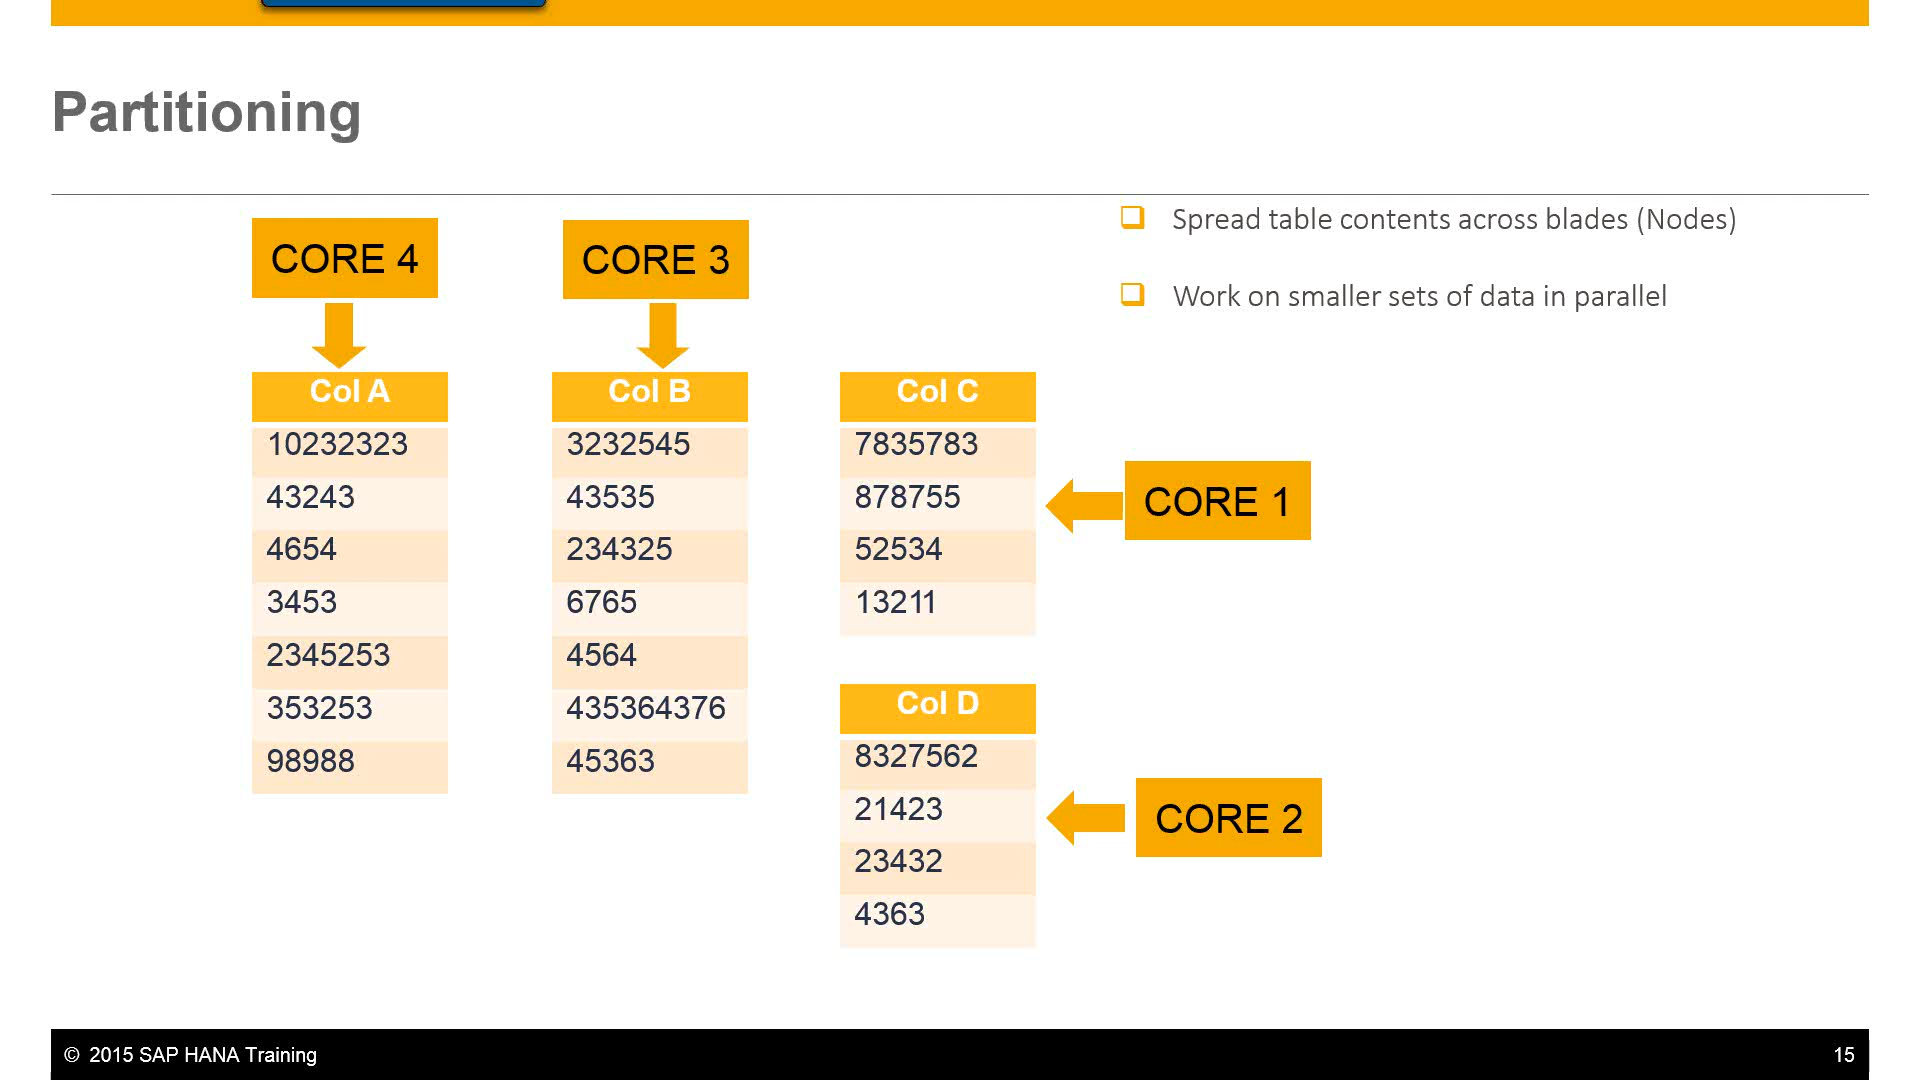 Partitioning
Spread table contents across blades (Nodes)
Work on smaller sets of data in parallel
CORE 4
CORE 3
Col A
10232323
43243
4654
3453
2345253
353253
98988
Col B
3232545
43535
234325
6765
4564
435364376
45363
Col C
7835783
878755
52534
13211
CORE 1
Col D
8327562
21423
23432
4363
CORE 2
© 2015 SAP HANA Training
15